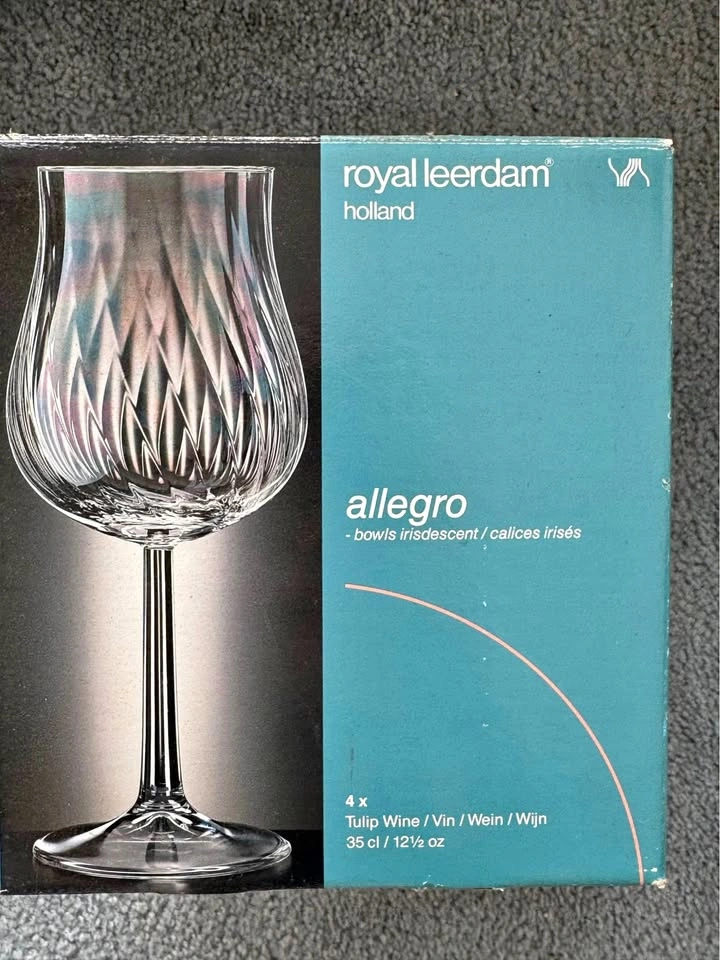 royal leerdam®
holland
allegro
- bowls irisdescent / calices irisés
4 x
Tulip Wine / Vin / Wein / Wijn
35 cl / 12½ oz